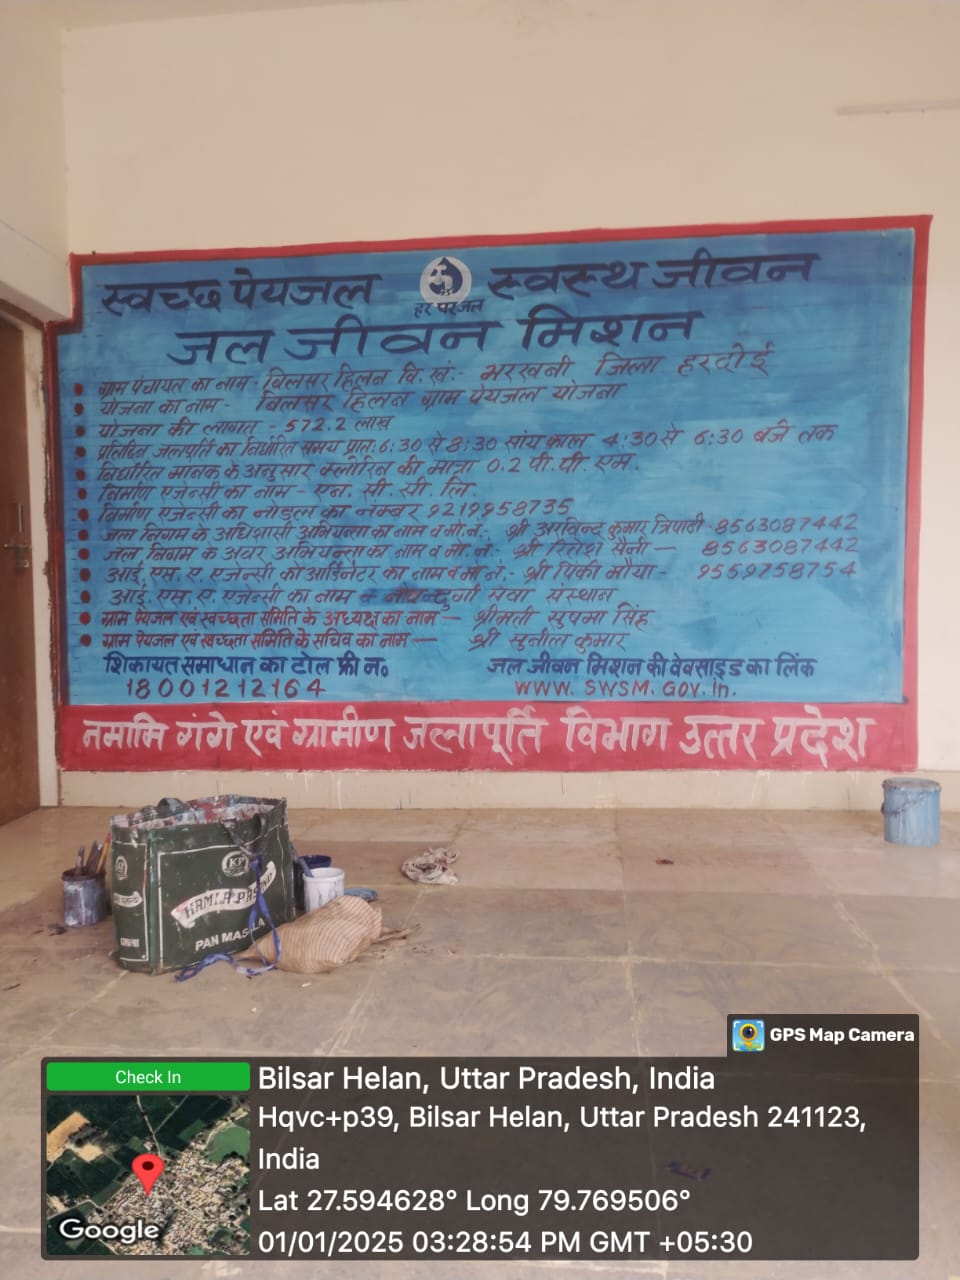 स्वच्छ पेयजल स्वस्थ जीवन
हर घर जल
जल जीवन मिशन
ग्राम पंचायत का नाम - बिलसर हिलन वि. खं:- भरखनी जिला हरदोई
योजना का नाम - बिलसर हिलन ग्राम पेयजल योजना
योजना की लागत - 572.2 लाख
प्रतिदिन जलापूर्ति का निर्धारित समय प्रात: 6:30 से 8:30 सांय काल 4:30 से 6:30 बजे तक
निर्धारित मानक के अनुसार क्लोरिन की मात्रा 0.2 पी. पी. एम.
निर्माण एजेन्सी का नाम - एन. सी. सी. लि.
निर्माण एजेन्सी का नोडल का नम्बर 9219958735
जल निगम के अधिशासी अभियन्ता का नाम व मो. नं:- श्री अरविन्द कुमार त्रिपाठी - 8563087442
जल निगम के अवर अभियन्ता का नाम व मो. नं:- श्री रितेश सैनी — 8563087442
आई. एस. ए. एजेन्सी कोआर्डिनेटर का नाम व मो नं:- श्री पिंकी मौर्या - 9559758754
आई. एस. ए. एजेन्सी का नाम दुर्गा सेवा संस्थान
ग्राम पेयजल एवं स्वच्छता समिति के अध्यक्ष का नाम — श्रीमती सुषमा सिंह
ग्राम पेयजल एवं स्वच्छता समिति के सचिव का नाम — श्री सुनील कुमार
शिकायत समाधान का टोल फ्री न० जल जीवन मिशन की वेवसाइड का लिंक
18001212164 WWW. SWSM. GOV. in.
नमामि गंगे एवं ग्रामीण जलापूर्ति विभाग उत्तर प्रदेश
KP
KAMLA PASAND
PAN MASALA
GPS Map Camera
Check In
Bilsar Helan, Uttar Pradesh, India
Hqvc+p39, Bilsar Helan, Uttar Pradesh 241123,
India
Lat 27.594628° Long 79.769506°
01/01/2025 03:28:54 PM GMT +05:30
Google